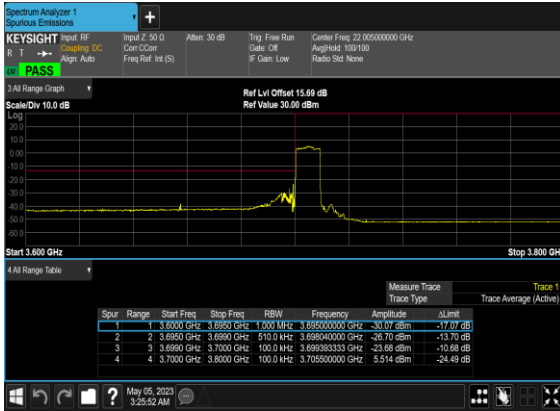 Spectrum Analyzer 1
Spurious Emissions
KEYSIGHT
R T
PASS
Input: RF
Coupling: DC
Align: Auto
Input Z: 50 Ω
Corr CCorr
Freq Ref: Int (S)
Atten: 30 dB
Trig: Free Run
Gate: Off
IF Gain: Low
Center Freq: 22.005000000 GHz
Avg|Hold: 100/100
Radio Std: None
3 All Range Graph
Scale/Div 10.0 dB
Ref Lvl Offset 15.69 dB
Ref Value 30.00 dBm
Log
20.0
10.0
0.00
-10.0
-20.0
-30.0
-40.0
-50.0
-60.0
Start 3.600 GHz
Stop 3.800 GH
4 All Range Table
Measure Trace Trace 1
Trace Type Trace Average (Active)
Spur Range Start Freq Stop Freq RBW Frequency Amplitude ΔLimit
1 1 3.6000 GHz 3.6950 GHz 1.000 MHz 3.695000000 GHz -30.07 dBm -17.07 dB
2 2 3.6950 GHz 3.6990 GHz 510.0 kHz 3.698040000 GHz -26.70 dBm -13.70 dB
3 3 3.6990 GHz 3.7000 GHz 100.0 kHz 3.699393333 GHz -23.68 dBm -10.68 dB
4 4 3.7000 GHz 3.8000 GHz 100.0 kHz 3.705500000 GHz 5.514 dBm -24.49 dB
?
May 05, 2023
3:25:52 AM